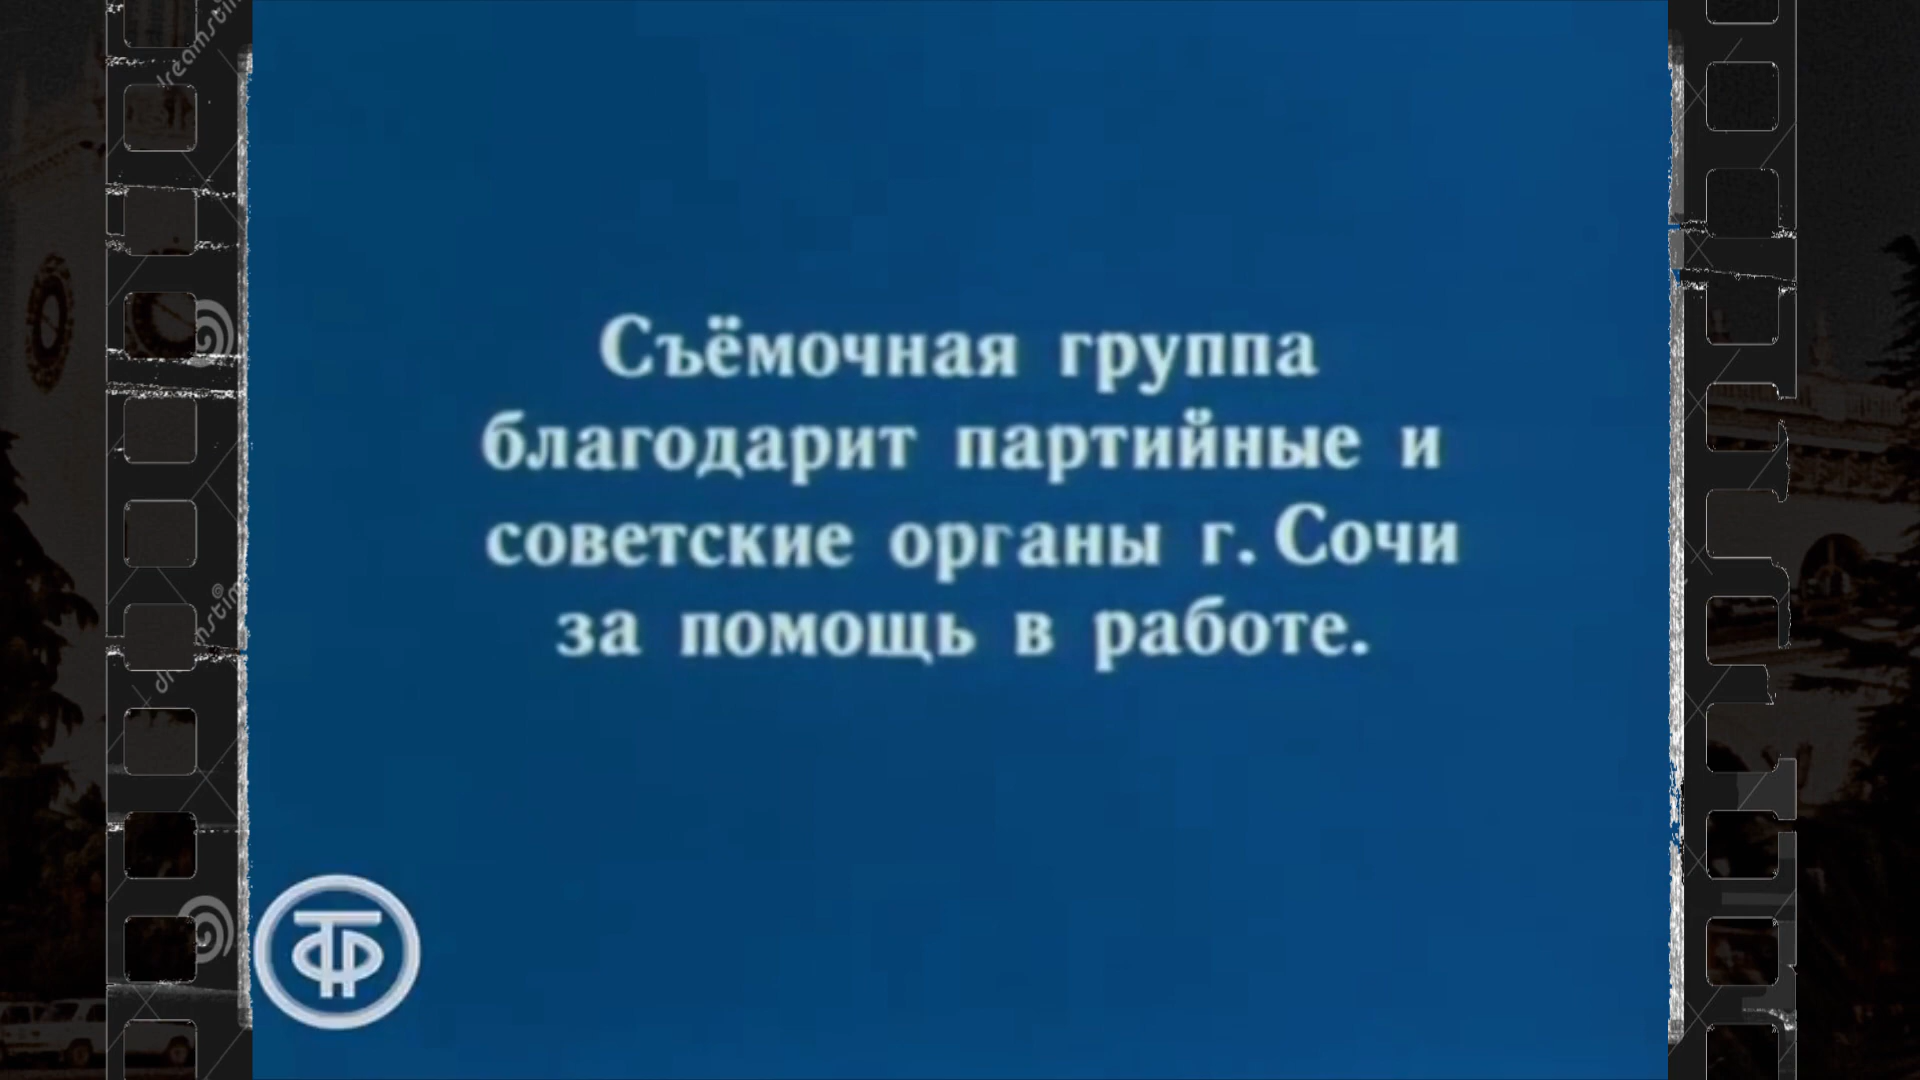 Съёмочная группа
благодарит партийные и
советские органы г. Сочи
за помощь в работе.